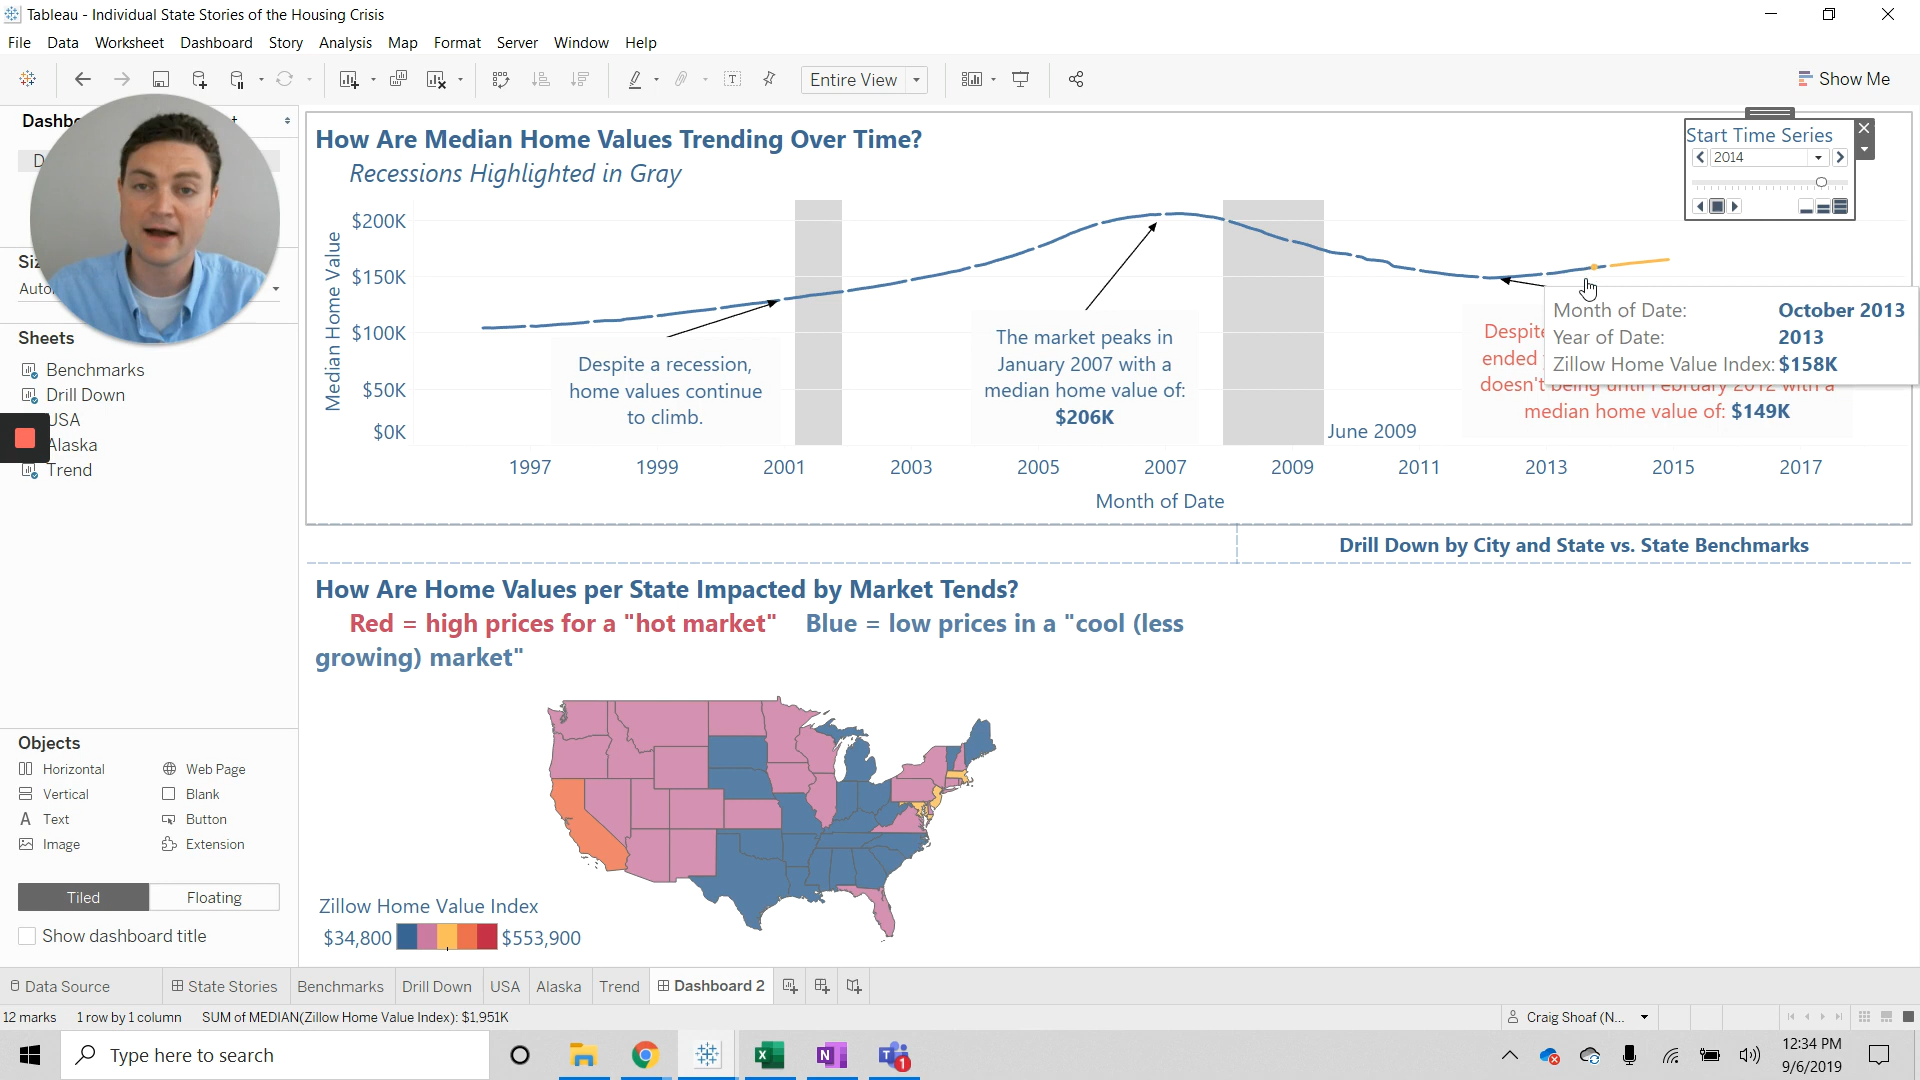 Tableau - Individual State Stories of the Housing Crisis
File Data Worksheet Dashboard Story Analysis Map Format Server Window Help
Entire View
Show Me
Sheets
Benchmarks
Drill Down
USA
Alaska
Trend
Objects
Horizontal
Web Page
Vertical
Blank
Text
Button
Image
Extension
Tiled
Floating
Show dashboard title
How Are Median Home Values Trending Over Time?
Recessions Highlighted in Gray
Start Time Series
2014
Median Home Value
$200K
$150K
$100K
$50K
$0K
Despite a recession,
home values continue
to climb.
The market peaks in
January 2007 with a
median home value of:
$206K
June 2009
Month of Date: October 2013
Year of Date: 2013
Zillow Home Value Index: $158K
ended
doesn't being until February 2012 with a
median home value of: $149K
1997 1999 2001 2003 2005 2007 2009 2011 2013 2015 2017
Month of Date
Drill Down by City and State vs. State Benchmarks
How Are Home Values per State Impacted by Market Tends?
Red = high prices for a "hot market" Blue = low prices in a "cool (less
growing) market"
Zillow Home Value Index
$34,800 $553,900
Data Source State Stories Benchmarks Drill Down USA Alaska Trend Dashboard 2
12 marks 1 row by 1 column SUM of MEDIAN(Zillow Home Value Index): $1,951K
Craig Shoaf (N...
Type here to search
1
12:34 PM
9/6/2019